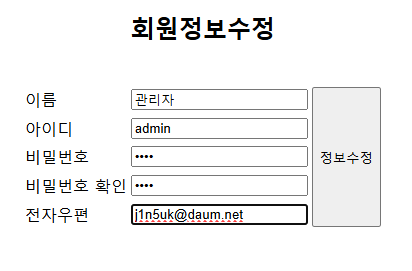 회원정보수정
이름 관리자
아이디 admin
비밀번호 ••••
정보수정
비밀번호 확인 ••••
전자우편 j1n5uk@daum.net